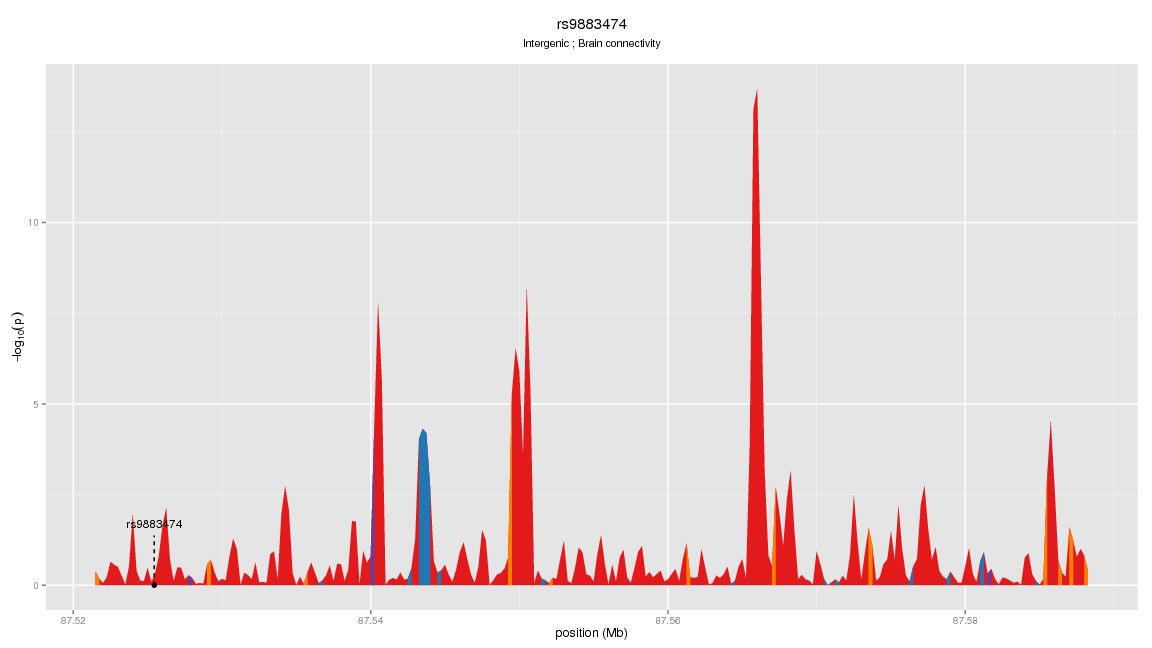 rs9883474
Intergenic ; Brain connectivity
−log10(p)
10
5
0
rs9883474
87.52
87.54
87.56
87.58
position (Mb)